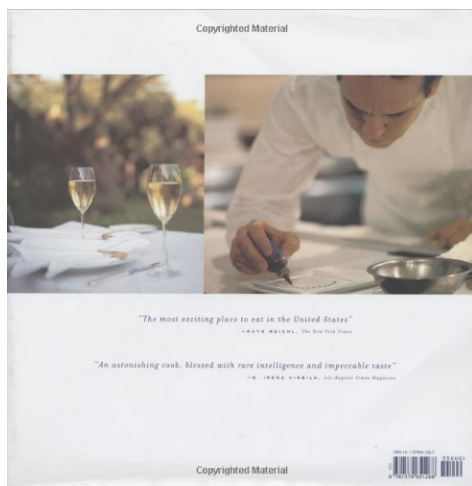 Copyrighted Material
"The most exciting place to eat in the United States"
—RUTH REICHL, The New York Times
"An astonishing cook, blessed with rare intelligence and impeccable taste"
—S. IRENE VIRBILA, Los Angeles Times Magazine
Copyrighted Material